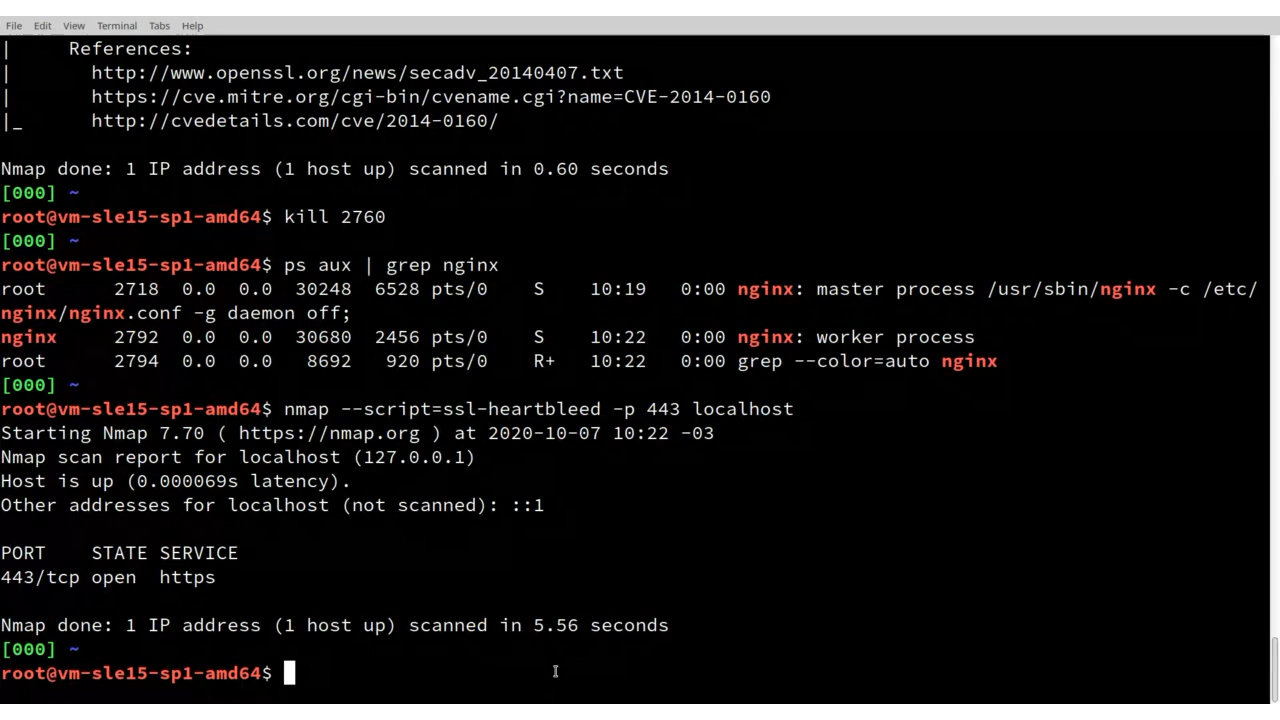 File Edit View Terminal Tabs Help
|     References:
|       http://www.openssl.org/news/secadv_20140407.txt
|       https://cve.mitre.org/cgi-bin/cvename.cgi?name=CVE-2014-0160
|_      http://cvedetails.com/cve/2014-0160/
Nmap done: 1 IP address (1 host up) scanned in 0.60 seconds
[000] ~
root@vm-sle15-sp1-amd64$ kill 2760
[000] ~
root@vm-sle15-sp1-amd64$ ps aux | grep nginx
root      2718  0.0  0.0  30248  6528 pts/0    S    10:19   0:00 nginx: master process /usr/sbin/nginx -c /etc/
nginx/nginx.conf -g daemon off;
nginx     2792  0.0  0.0  30680  2456 pts/0    S    10:22   0:00 nginx: worker process
root      2794  0.0  0.0   8692   920 pts/0    R+   10:22   0:00 grep --color=auto nginx
[000] ~
root@vm-sle15-sp1-amd64$ nmap --script=ssl-heartbleed -p 443 localhost
Starting Nmap 7.70 ( https://nmap.org ) at 2020-10-07 10:22 -03
Nmap scan report for localhost (127.0.0.1)
Host is up (0.000069s latency).
Other addresses for localhost (not scanned): ::1
PORT    STATE SERVICE
443/tcp open  https
Nmap done: 1 IP address (1 host up) scanned in 5.56 seconds
[000] ~
root@vm-sle15-sp1-amd64$